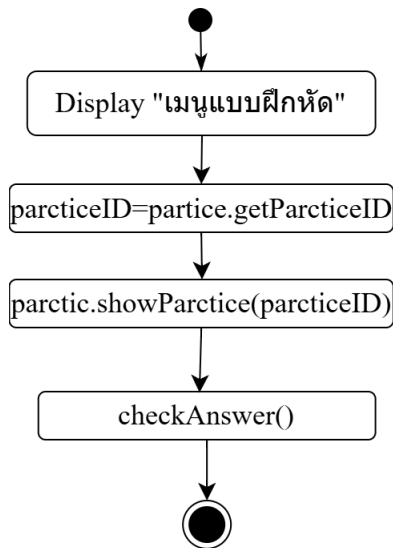 Display "เมนูแบบฝึกหัด"
parcticeID=partice.getParcticeID
parctic.showParctice(parcticeID)
checkAnswer()